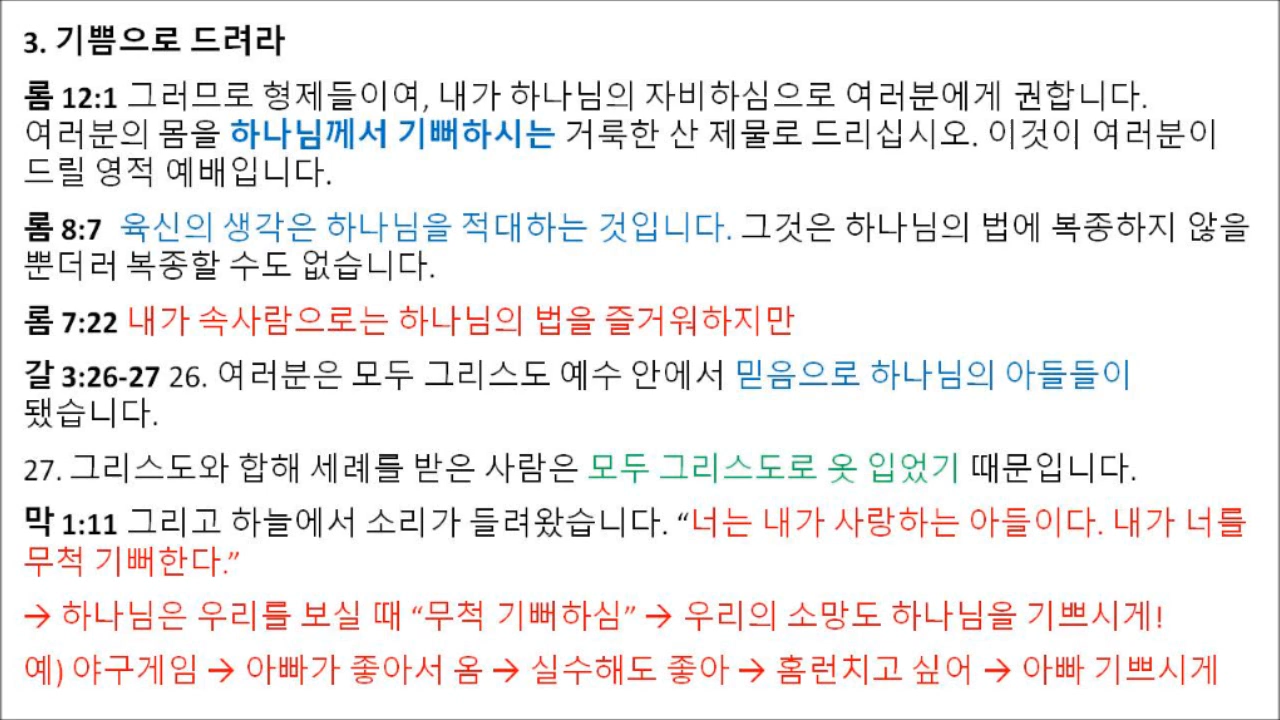 3. 기쁨으로 드려라
롬 12:1 그러므로 형제들이여, 내가 하나님의 자비하심으로 여러분에게 권합니다.
여러분의 몸을 하나님께서 기뻐하시는 거룩한 산 제물로 드리십시오. 이것이 여러분이
드릴 영적 예배입니다.
롬 8:7 육신의 생각은 하나님을 적대하는 것입니다. 그것은 하나님의 법에 복종하지 않을
뿐더러 복종할 수도 없습니다.
롬 7:22 내가 속사람으로는 하나님의 법을 즐거워하지만
갈 3:26-27 26. 여러분은 모두 그리스도 예수 안에서 믿음으로 하나님의 아들들이
됐습니다.
27. 그리스도와 합해 세례를 받은 사람은 모두 그리스도로 옷 입었기 때문입니다.
막 1:11 그리고 하늘에서 소리가 들려왔습니다. “너는 내가 사랑하는 아들이다. 내가 너를
무척 기뻐한다.”
→ 하나님은 우리를 보실 때 “무척 기뻐하심” → 우리의 소망도 하나님을 기쁘시게!
예) 야구게임 → 아빠가 좋아서 옴 → 실수해도 좋아 → 홈런치고 싶어 → 아빠 기쁘시게